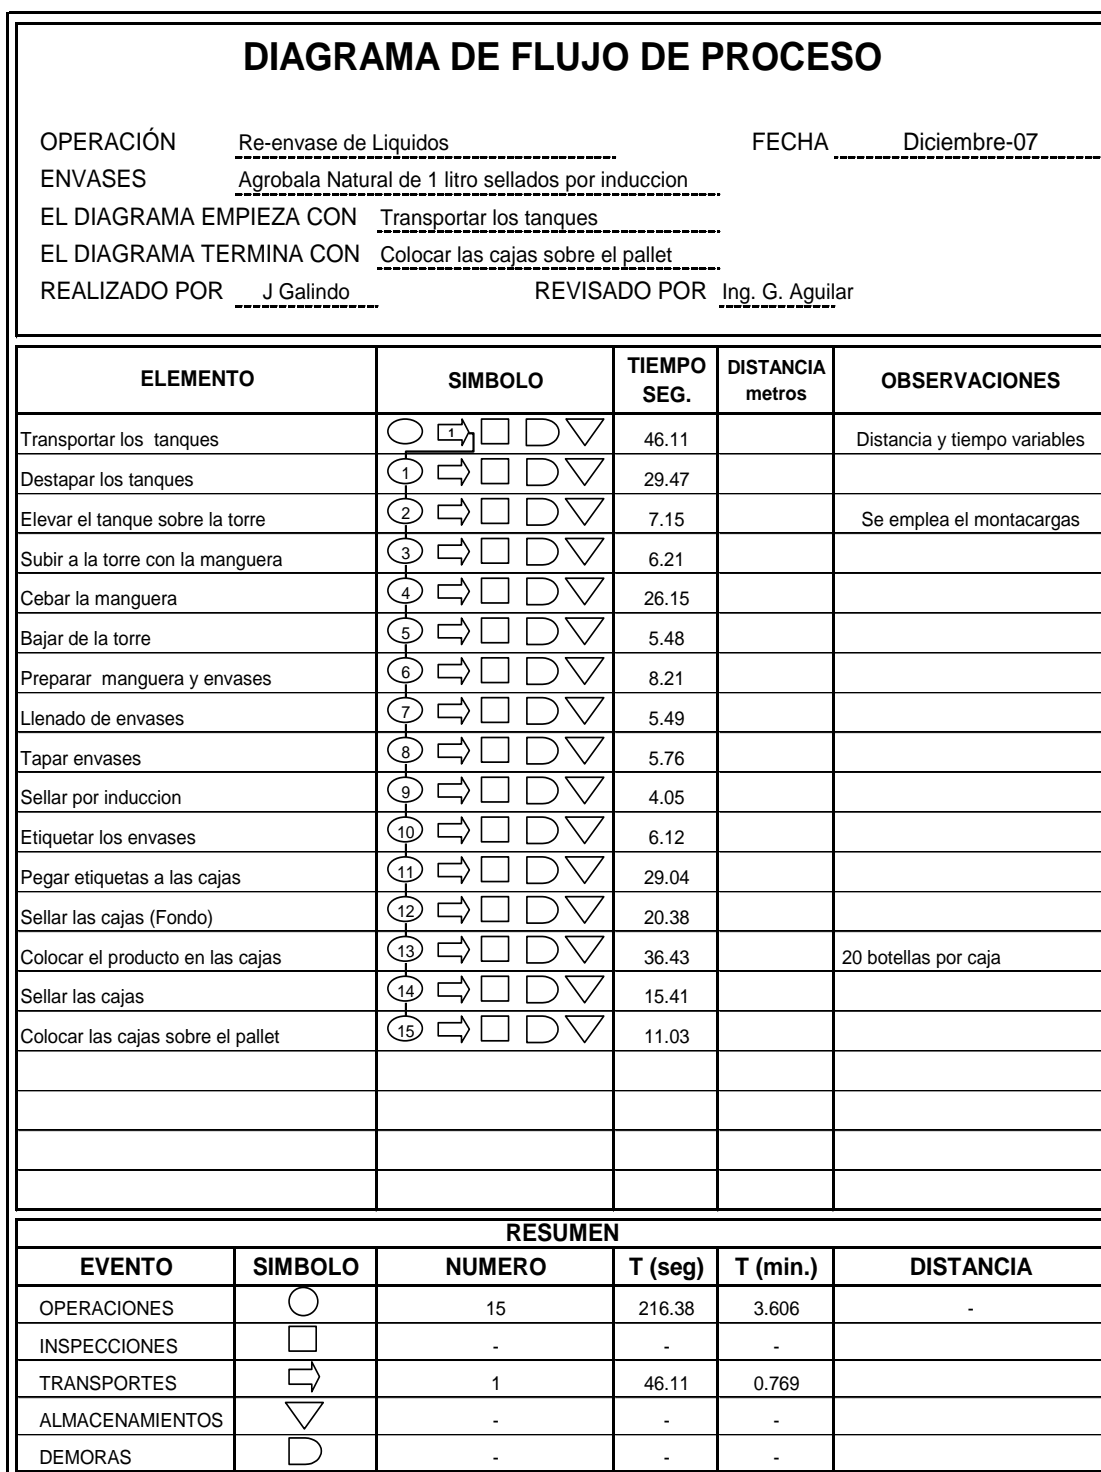 DIAGRAMA DE FLUJO DE PROCESO
OPERACIÓN Re-envase de Liquidos FECHA Diciembre-07
ENVASES Agrobala Natural de 1 litro sellados por induccion
EL DIAGRAMA EMPIEZA CON Transportar los tanques
EL DIAGRAMA TERMINA CON Colocar las cajas sobre el pallet
REALIZADO POR J Galindo REVISADO POR Ing. G. Aguilar
ELEMENTO SIMBOLO TIEMPO SEG. DISTANCIA metros OBSERVACIONES
Transportar los tanques 1 46.11 Distancia y tiempo variables
Destapar los tanques 1 29.47
Elevar el tanque sobre la torre 2 7.15 Se emplea el montacargas
Subir a la torre con la manguera 3 6.21
Cebar la manguera 4 26.15
Bajar de la torre 5 5.48
Preparar manguera y envases 6 8.21
Llenado de envases 7 5.49
Tapar envases 8 5.76
Sellar por induccion 9 4.05
Etiquetar los envases 10 6.12
Pegar etiquetas a las cajas 11 29.04
Sellar las cajas (Fondo) 12 20.38
Colocar el producto en las cajas 13 36.43 20 botellas por caja
Sellar las cajas 14 15.41
Colocar las cajas sobre el pallet 15 11.03
RESUMEN
EVENTO SIMBOLO NUMERO T (seg) T (min.) DISTANCIA
OPERACIONES 15 216.38 3.606 -
INSPECCIONES - - -
TRANSPORTES 1 46.11 0.769
ALMACENAMIENTOS - - -
DEMORAS - - -